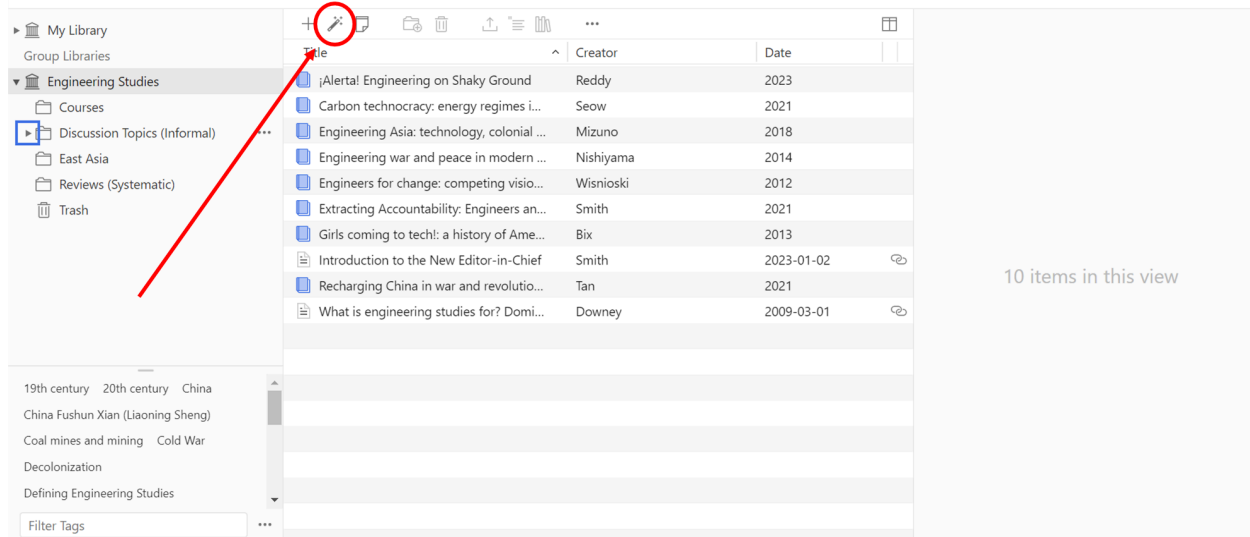 My Library
Group Libraries
Engineering Studies
Courses
Discussion Topics (Informal)
East Asia
Reviews (Systematic)
Trash
19th century 20th century China
China Fushun Xian (Liaoning Sheng)
Coal mines and mining Cold War
Decolonization
Defining Engineering Studies
Filter Tags
Title Creator Date
¡Alerta! Engineering on Shaky Ground Reddy 2023
Carbon technocracy: energy regimes i... Seow 2021
Engineering Asia: technology, colonial ... Mizuno 2018
Engineering war and peace in modern ... Nishiyama 2014
Engineers for change: competing visio... Wisnioski 2012
Extracting Accountability: Engineers an... Smith 2021
Girls coming to tech!: a history of Ame... Bix 2013
Introduction to the New Editor-in-Chief Smith 2023-01-02
Recharging China in war and revolutio... Tan 2021
What is engineering studies for? Domi... Downey 2009-03-01
10 items in this view